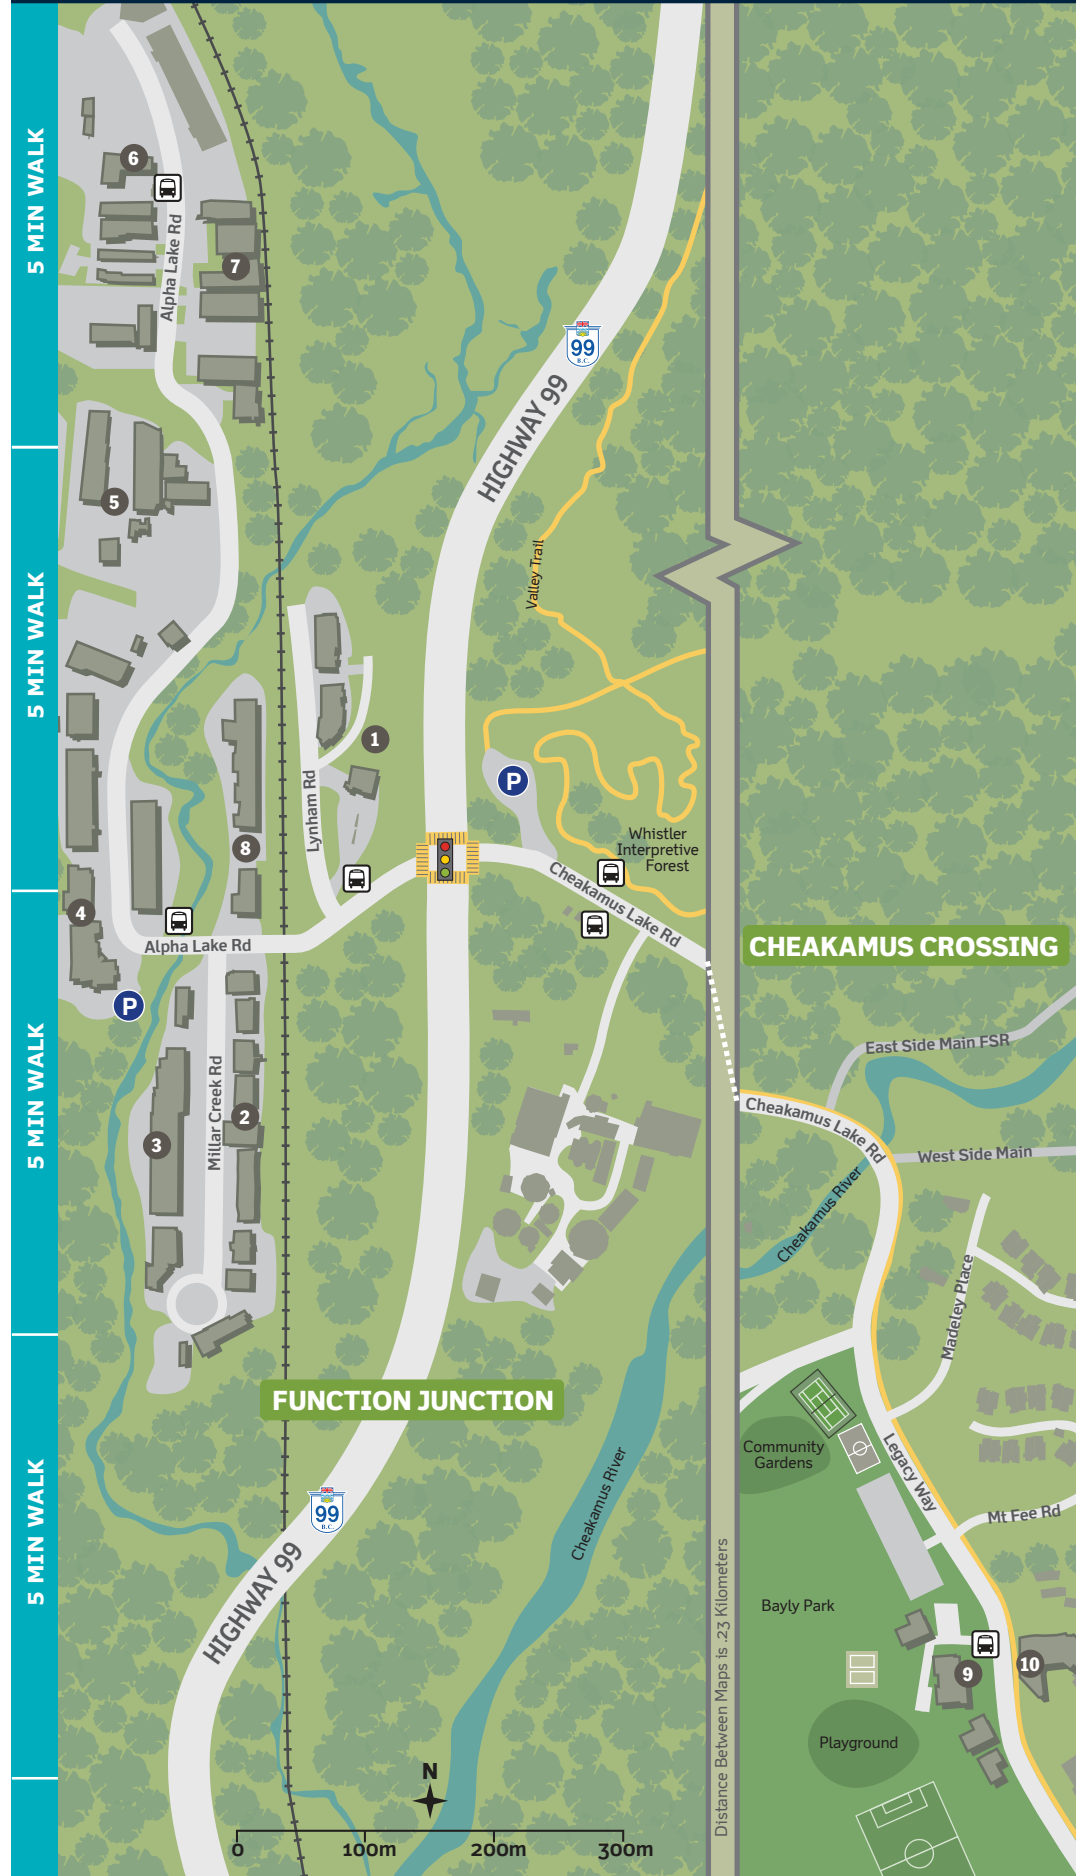 5 MIN WALK
5 MIN WALK
5 MIN WALK
5 MIN WALK
6
Alpha Lake Rd
7
99
B.C.
HIGHWAY 99
5
Valley Trail
1
P
Lynham Rd
8
Whistler
Interpretive
Forest
Cheakamus Lake Rd
4
Alpha Lake Rd
P
CHEAKAMUS CROSSING
East Side Main FSR
Cheakamus Lake Rd
West Side Main
Millar Creek Rd
2
3
Cheakamus River
Madeley Place
FUNCTION JUNCTION
Community
Gardens
Legacy Way
Cheakamus River
99
B.C.
HIGHWAY 99
Mt Fee Rd
Bayly Park
9
10
Playground
Distance Between Maps is .23 Kilometers
N
0 100m 200m 300m